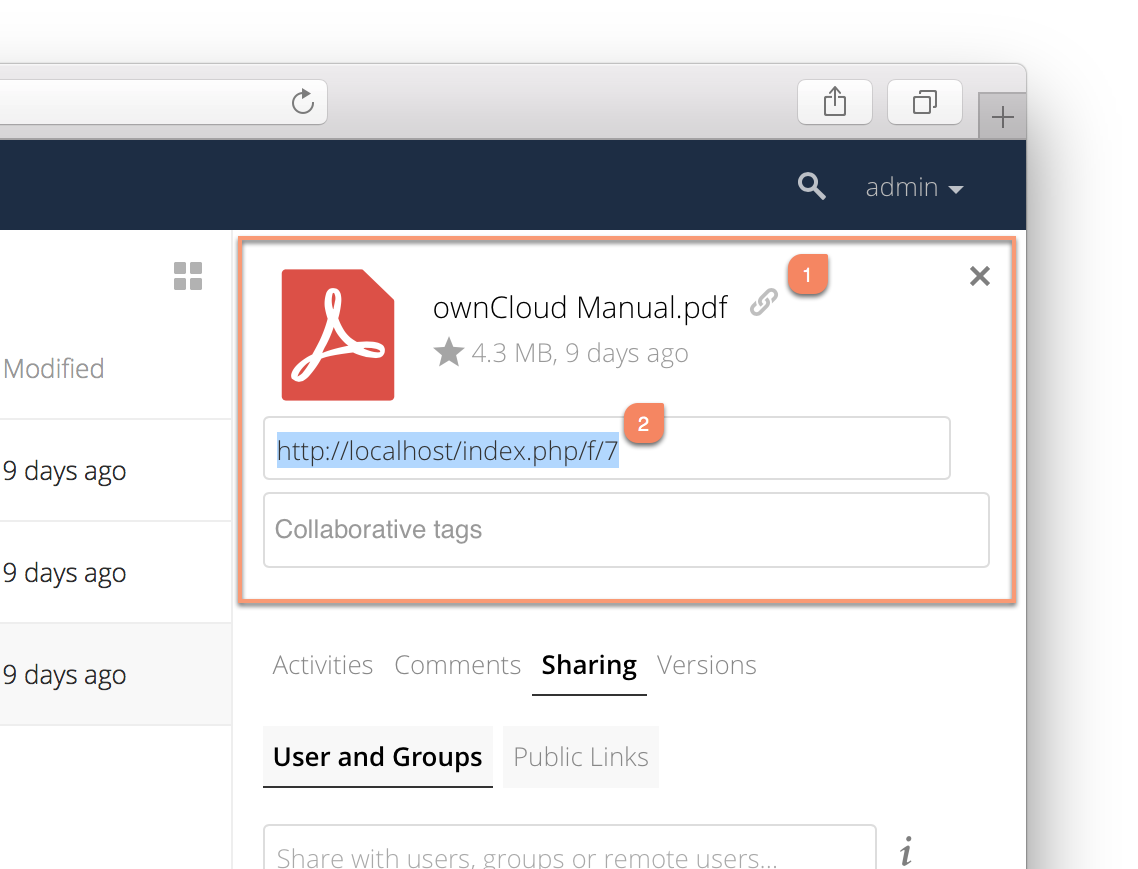 admin
Modified
9 days ago
9 days ago
9 days ago
ownCloud Manual.pdf
1
4.3 MB, 9 days ago
2
http://localhost/index.php/f/7
Collaborative tags
Activities Comments Sharing Versions
User and Groups Public Links
Share with users, groups or remote users...
i